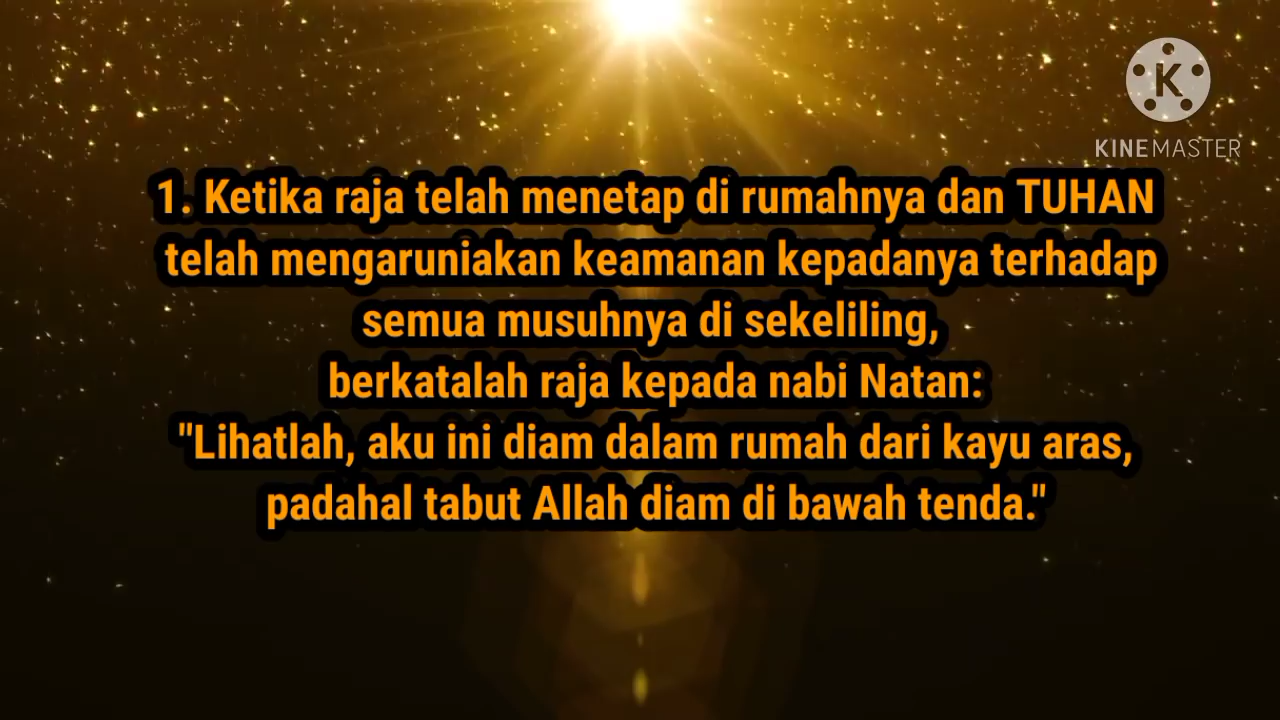 K
KINEMASTER
1. Ketika raja telah menetap di rumahnya dan TUHAN
telah mengaruniakan keamanan kepadanya terhadap
semua musuhnya di sekeliling,
berkatalah raja kepada nabi Natan:
"Lihatlah, aku ini diam dalam rumah dari kayu aras,
padahal tabut Allah diam di bawah tenda."